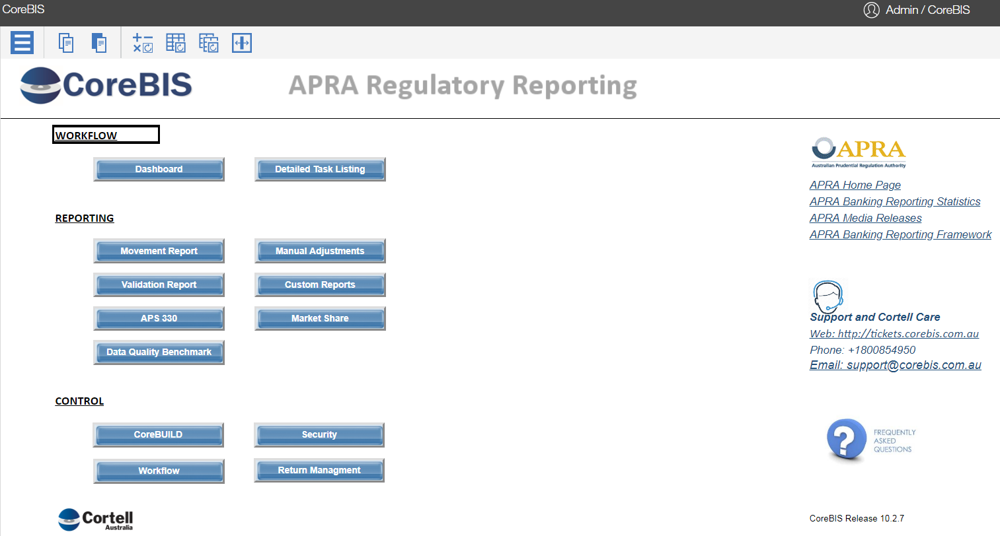 CoreBIS
Admin / CoreBIS
CoreBIS
APRA Regulatory Reporting
WORKFLOW
Dashboard
Detailed Task Listing
REPORTING
Movement Report
Manual Adjustments
Validation Report
Custom Reports
APS 330
Market Share
Data Quality Benchmark
CONTROL
CoreBUILD
Security
Workflow
Return Managment
Cortell
Australia
APRA
Australian Prudential Regulation Authority
APRA Home Page
APRA Banking Reporting Statistics
APRA Media Releases
APRA Banking Reporting Framework
Support and Cortell Care
Web: http://tickets.corebis.com.au
Phone: +1800854950
Email: support@corebis.com.au
?
FREQUENTLY
ASKED
QUESTIONS
CoreBIS Release 10.2.7